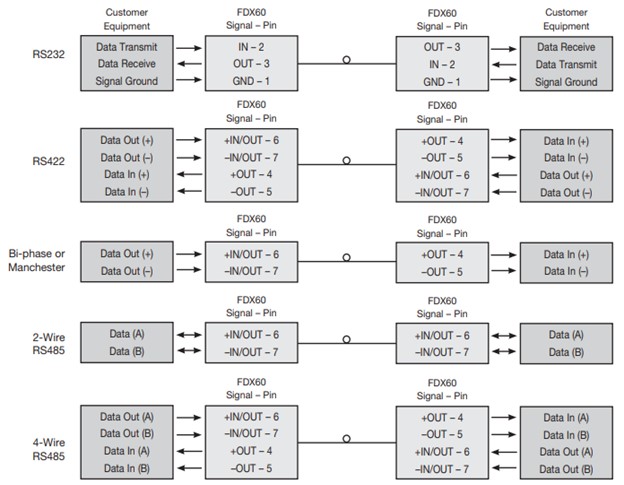 Customer Equipment
FDX60 Signal – Pin
FDX60 Signal – Pin
Customer Equipment
RS232
Data Transmit IN – 2 OUT – 3 Data Receive
Data Receive OUT – 3 IN – 2 Data Transmit
Signal Ground GND – 1 GND – 1 Signal Ground
FDX60 Signal – Pin
FDX60 Signal – Pin
RS422
Data Out (+) +IN/OUT – 6 +OUT – 4 Data In (+)
Data Out (–) –IN/OUT – 7 –OUT – 5 Data In (–)
Data In (+) +OUT – 4 +IN/OUT – 6 Data Out (+)
Data In (–) –OUT – 5 –IN/OUT – 7 Data Out (–)
FDX60 Signal – Pin
FDX60 Signal – Pin
Bi-phase or
Manchester
Data Out (+) +IN/OUT – 6 +OUT – 4 Data In (+)
Data Out (–) –IN/OUT – 7 –OUT – 5 Data In (–)
FDX60 Signal – Pin
FDX60 Signal – Pin
2-Wire
RS485
Data (A) +IN/OUT – 6 +IN/OUT – 6 Data (A)
Data (B) –IN/OUT – 7 –IN/OUT – 7 Data (B)
FDX60 Signal – Pin
FDX60 Signal – Pin
4-Wire
RS485
Data Out (A) +IN/OUT – 6 +OUT – 4 Data In (A)
Data Out (B) –IN/OUT – 7 –OUT – 5 Data In (B)
Data In (A) +OUT – 4 +IN/OUT – 6 Data Out (A)
Data In (B) –OUT – 5 –IN/OUT – 7 Data Out (B)